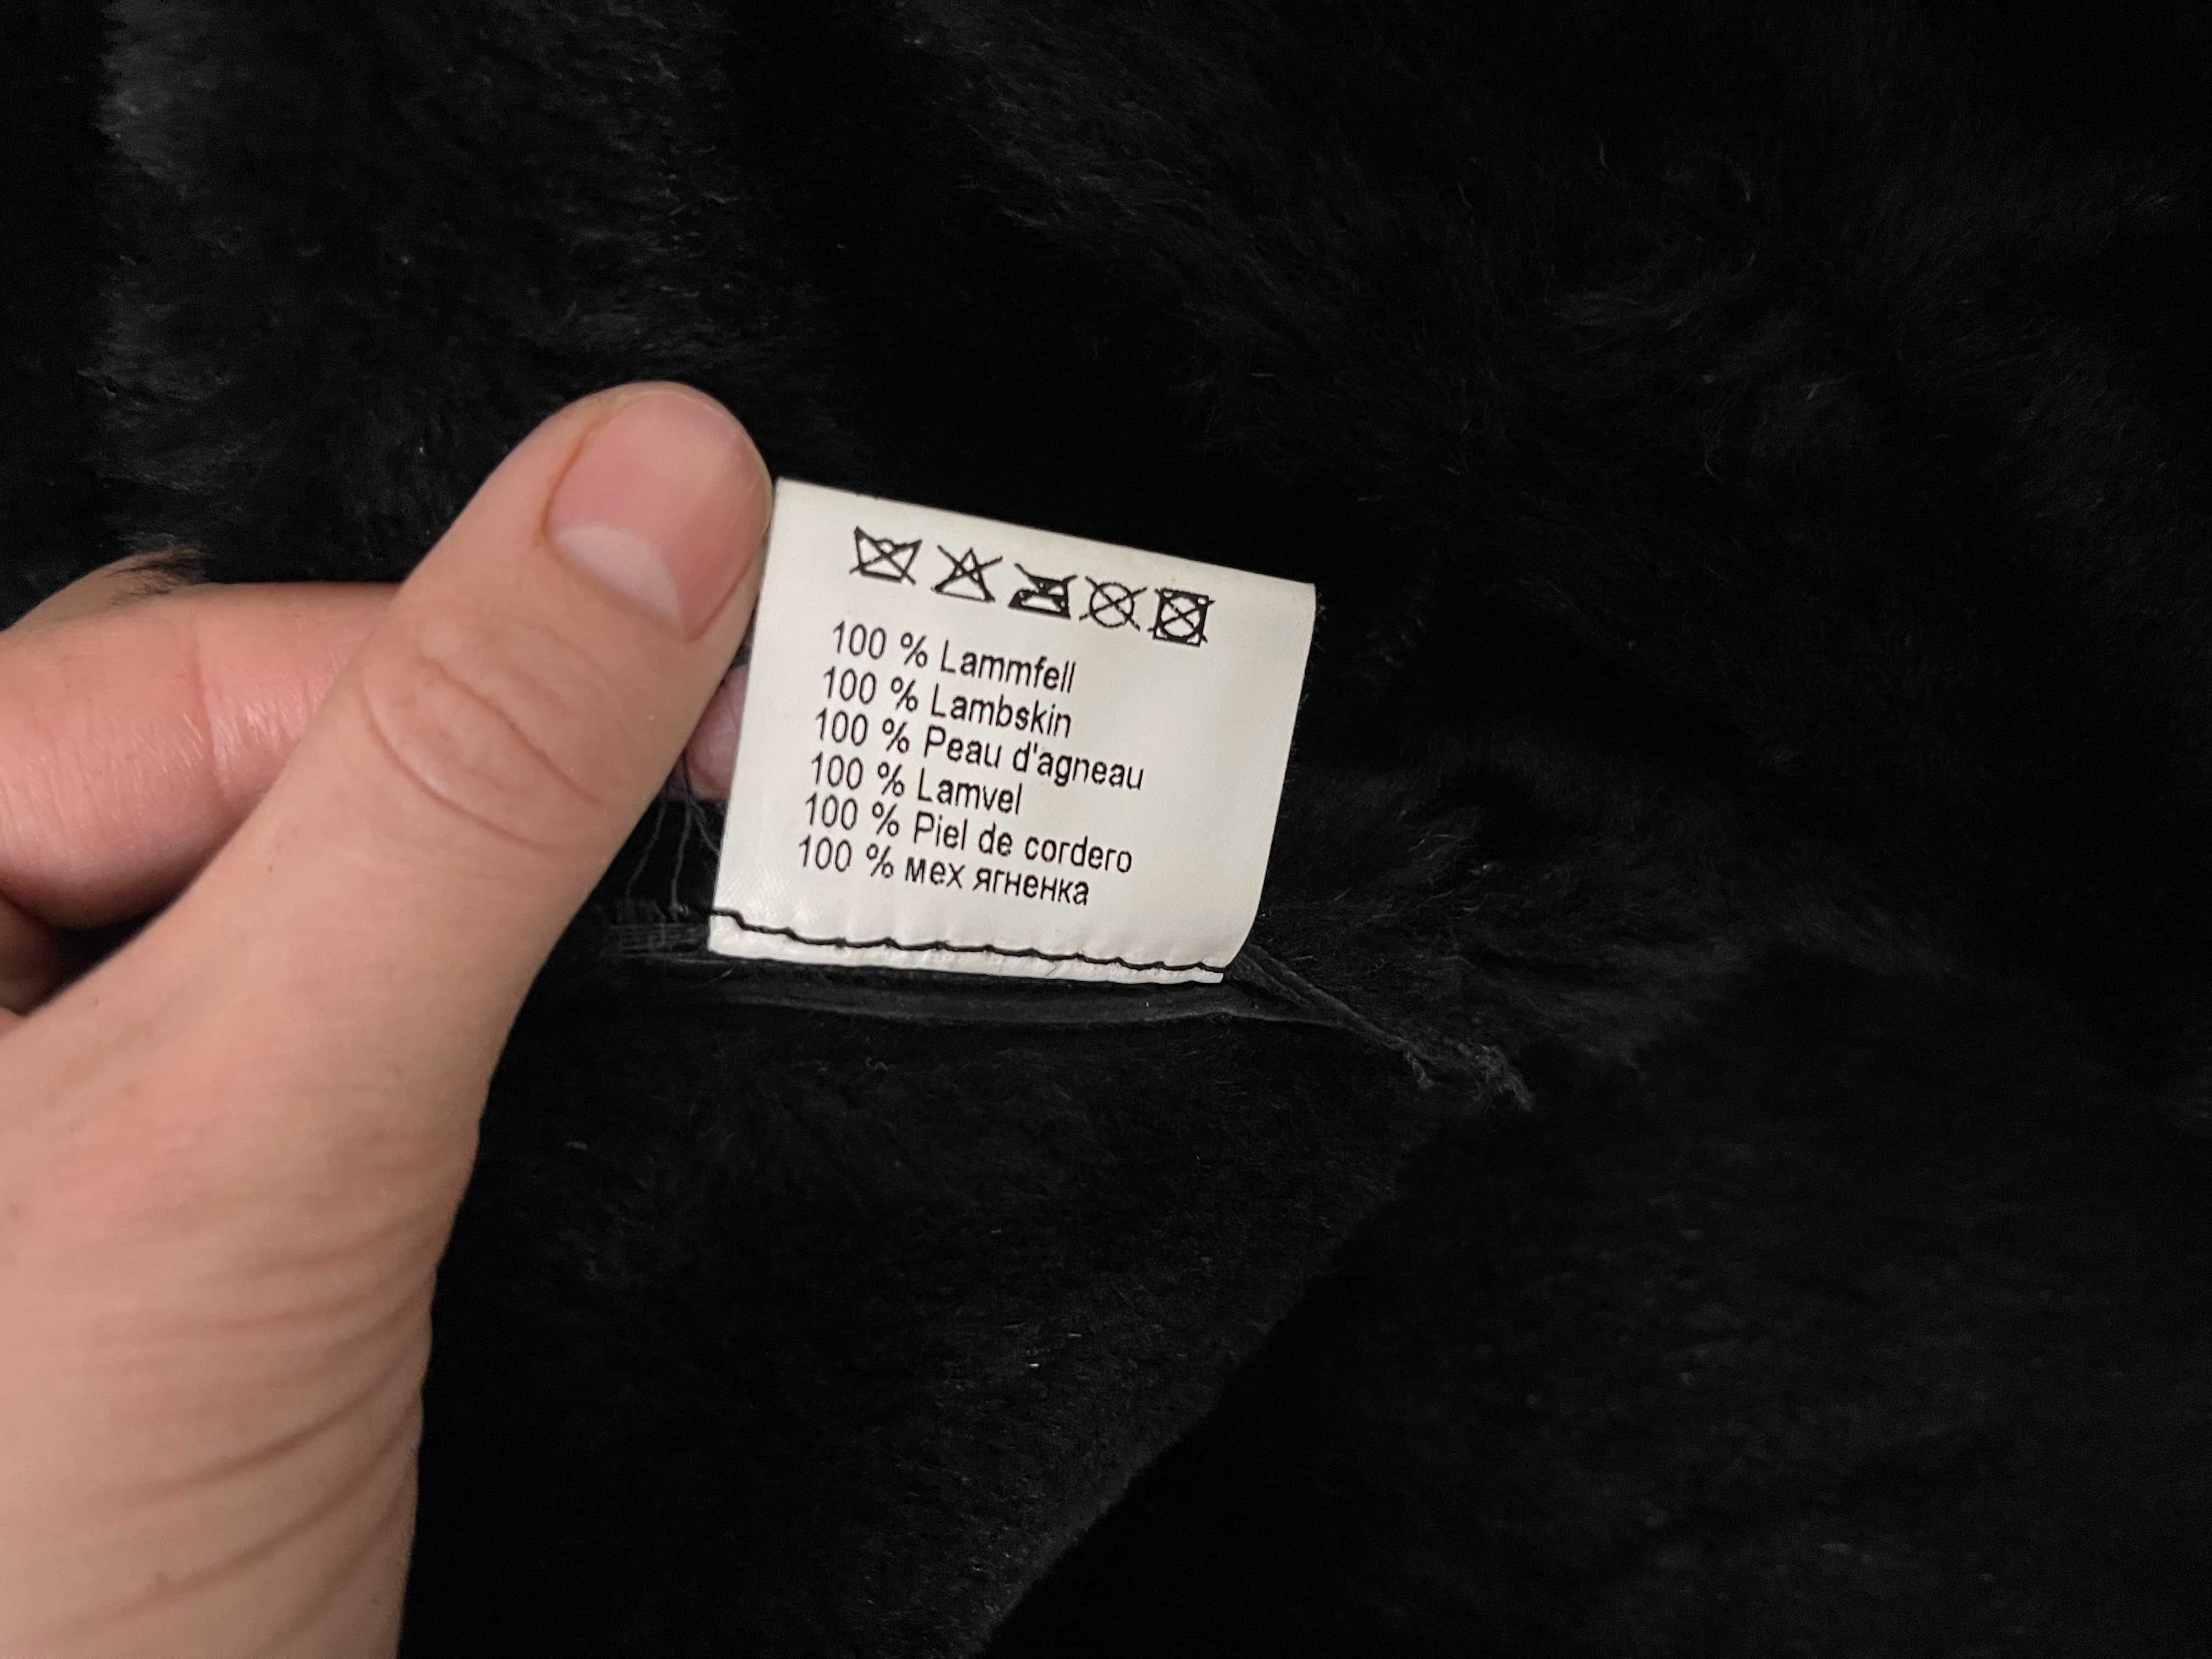 100 % Lammfell
100 % Lambskin
100 % Peau d'agneau
100 % Lamvel
100 % Piel de cordero
100 % мех ягненка